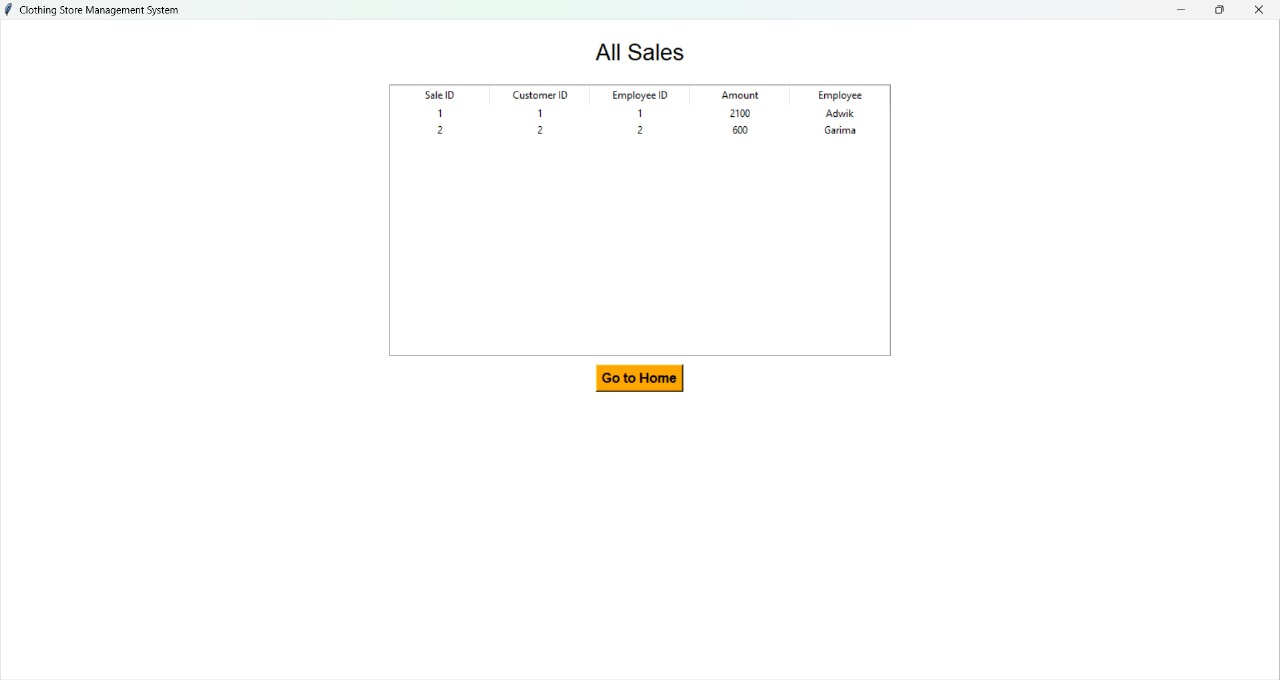 Clothing Store Management System
All Sales
Sale ID Customer ID Employee ID Amount Employee
1 1 1 2100 Adwik
2 2 2 600 Garima
Go to Home